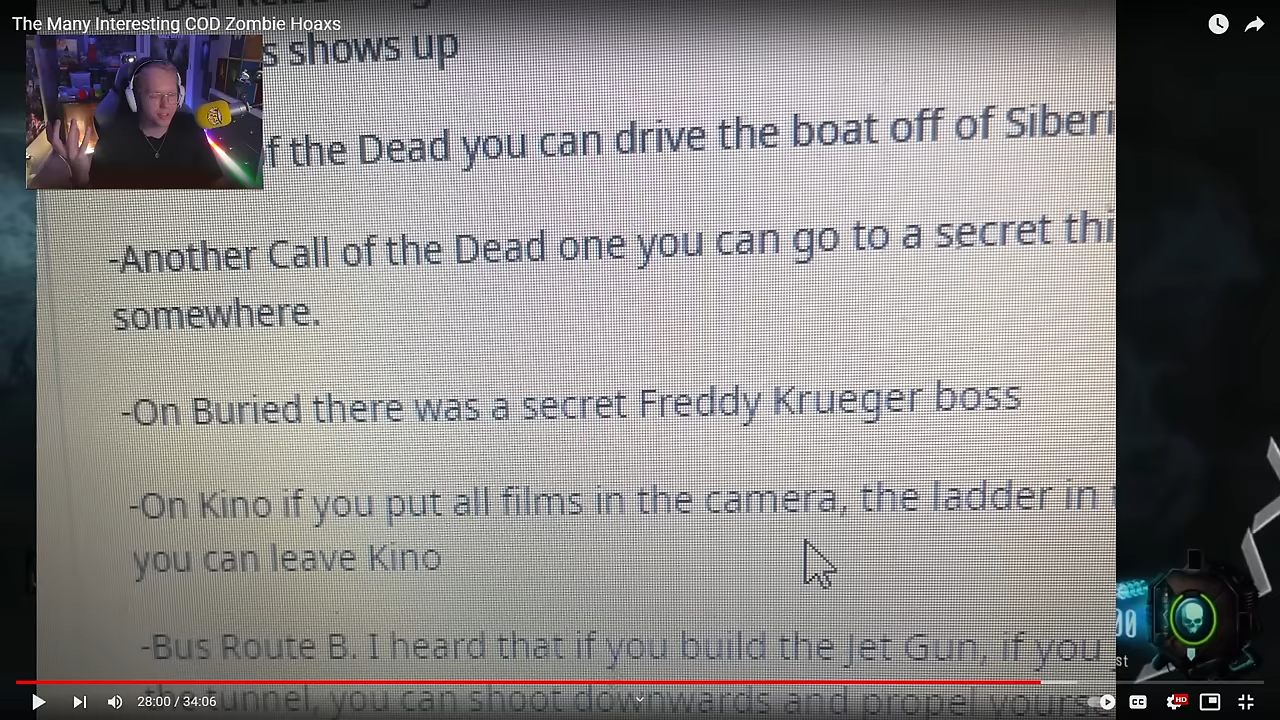 The Many Interesting COD Zombie Hoaxs
s shows up
f the Dead you can drive the boat off of Siberi
-Another Call of the Dead one you can go to a secret thi
somewhere.
-On Buried there was a secret Freddy Krueger boss
-On Kino if you put all films in the camera, the ladder in
you can leave Kino
-Bus Route B. I heard that if you build the Jet Gun, if you
you can shoot downwards and propel yourse
28:00 / 34:06
CC
HD